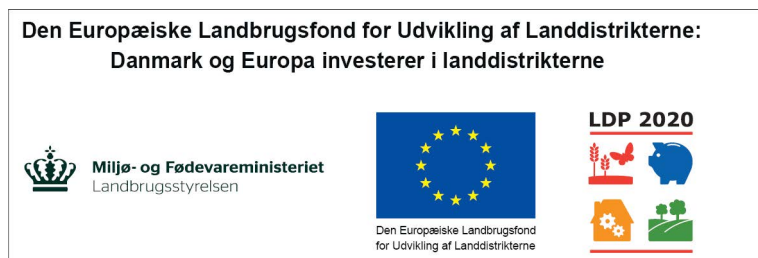 Den Europæiske Landbrugsfond for Udvikling af Landdistrikterne:
Danmark og Europa investerer i landdistrikterne
LDP 2020
Miljø- og Fødevareministeriet
Landbrugsstyrelsen
Den Europæiske Landbrugsfond
for Udvikling af Landdistrikterne